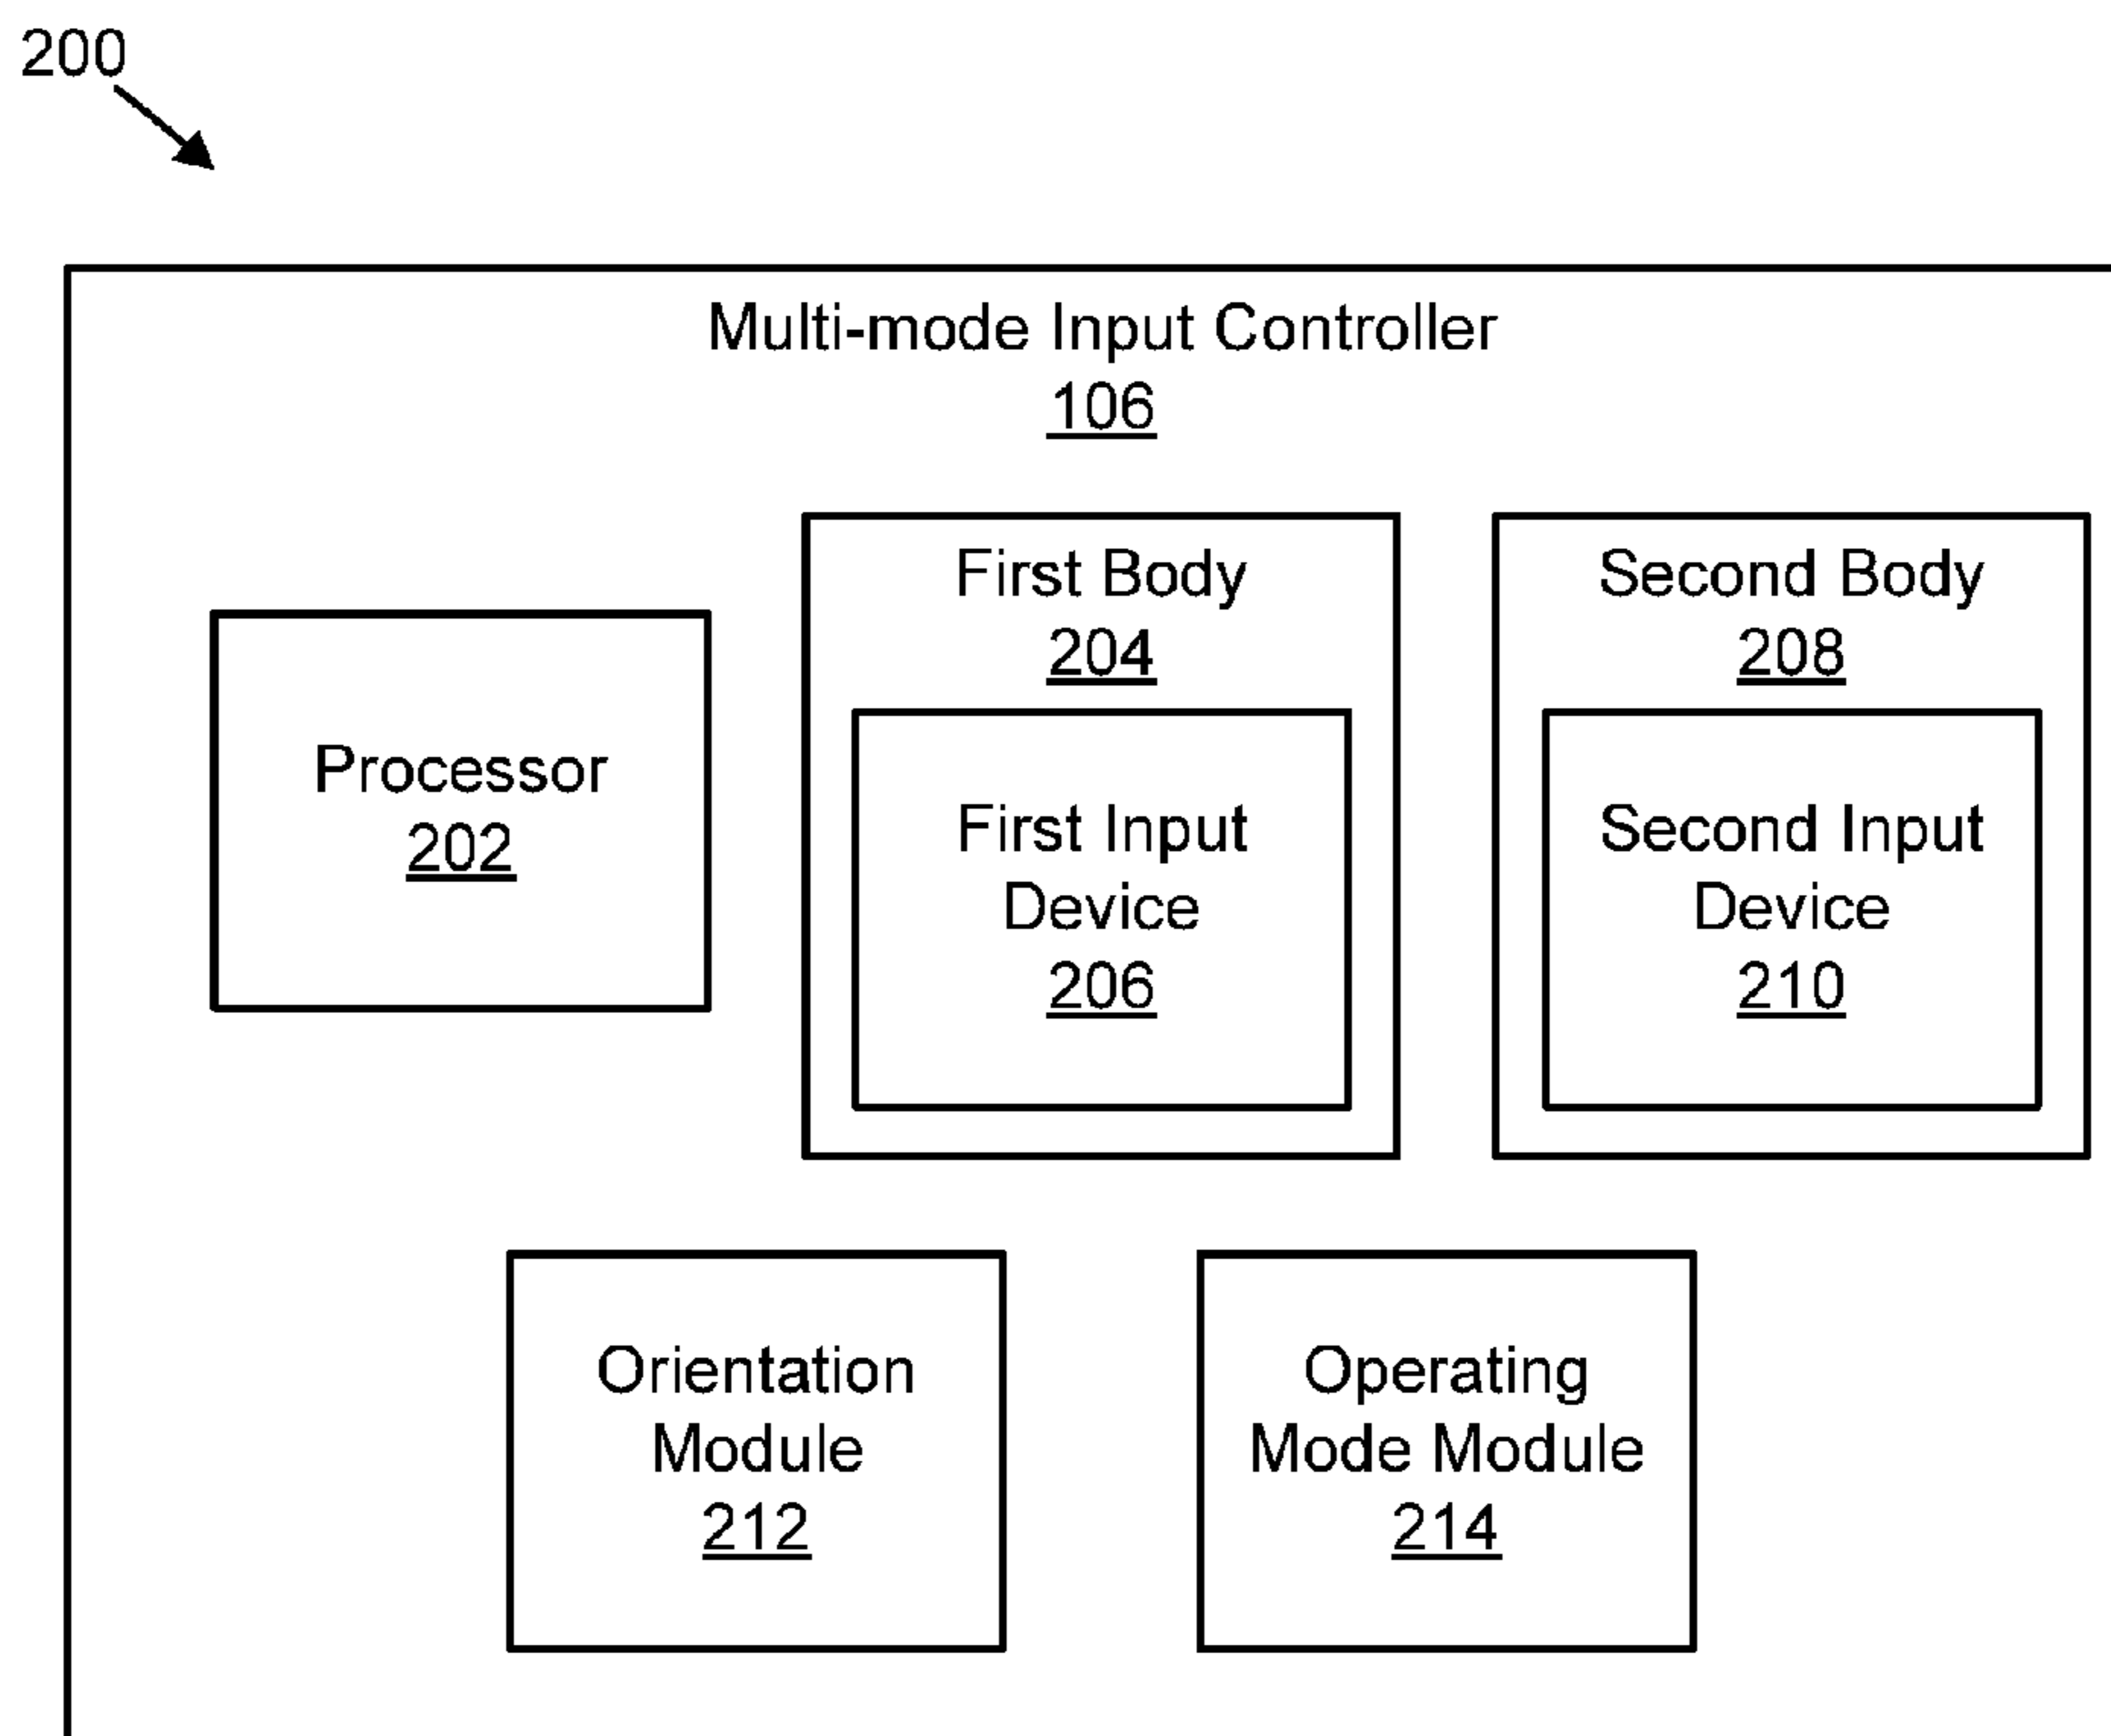 200
Multi-mode Input Controller
106
Processor
202
First Body
204
First Input
Device
206
Second Body
208
Second Input
Device
210
Orientation
Module
212
Operating
Mode Module
214